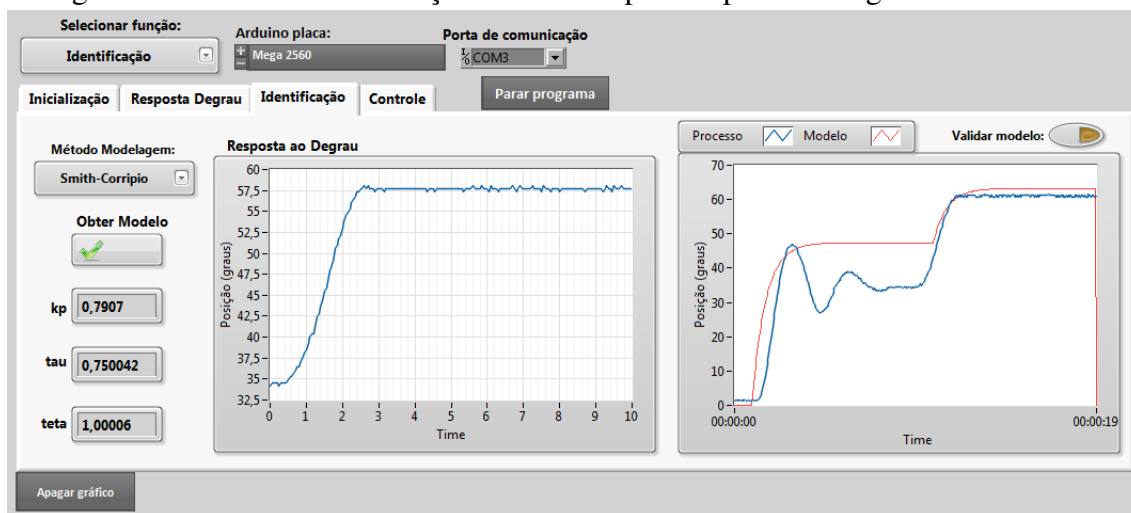 Selecionar função:
Identificação
Arduino placa:
Mega 2560
Porta de comunicação
COM3
Parar programa
Inicialização
Resposta Degrau
Identificação
Controle
Método Modelagem:
Smith-Corripio
Obter Modelo
kp 0,7907
tau 0,750042
teta 1,00006
Resposta ao Degrau
Posição (graus)
60
57,5
55
52,5
50
47,5
45
42,5
40
37,5
35
32,5
0 1 2 3 4 5 6 7 8 9 10
Time
Processo
Modelo
Validar modelo:
Posição (graus)
70
60
50
40
30
20
10
0
00:00:00 00:00:19
Time
Apagar gráfico